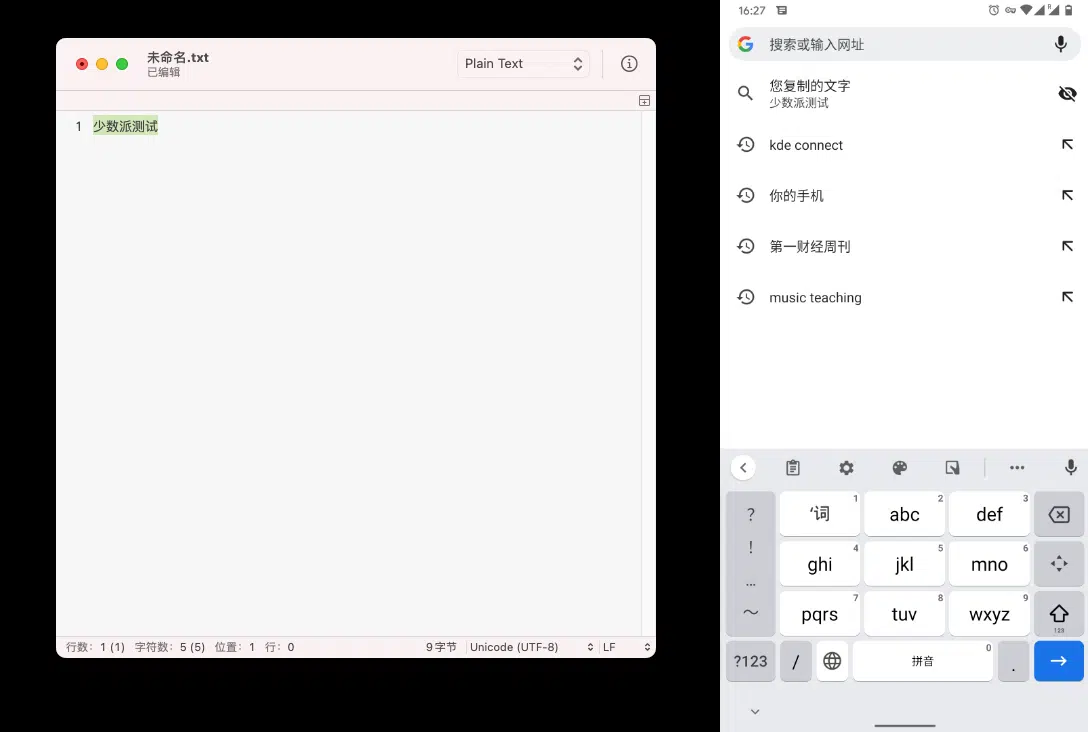 未命名.txt
已编辑
Plain Text
1 少数派测试
行数: 1 (1) 字符数: 5 (5) 位置: 1 行: 0 9字节 Unicode (UTF-8) LF
16:27
搜索或输入网址
您复制的文字
少数派测试
kde connect
你的手机
第一财经周刊
music teaching
? ‘词 1 abc 2 def 3
! ghi 4 jkl 5 mno 6
...
~ pqrs 7 tuv 8 wxyz 9 123
?123 / 拼音 0 .